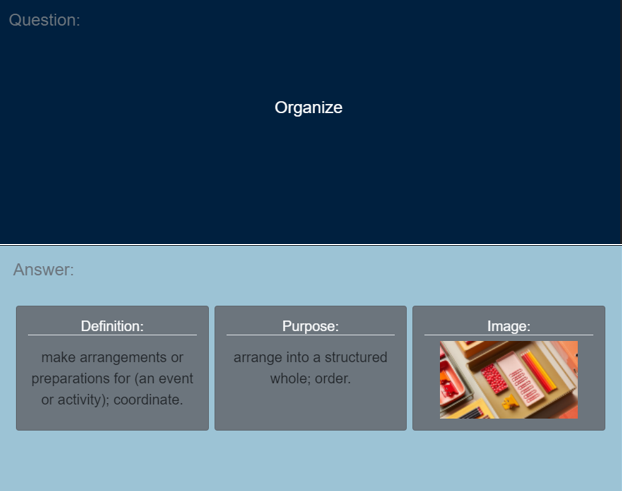 Question:
Organize
Answer:
Definition:
make arrangements or
preparations for (an event
or activity); coordinate.
Purpose:
arrange into a structured
whole; order.
Image: